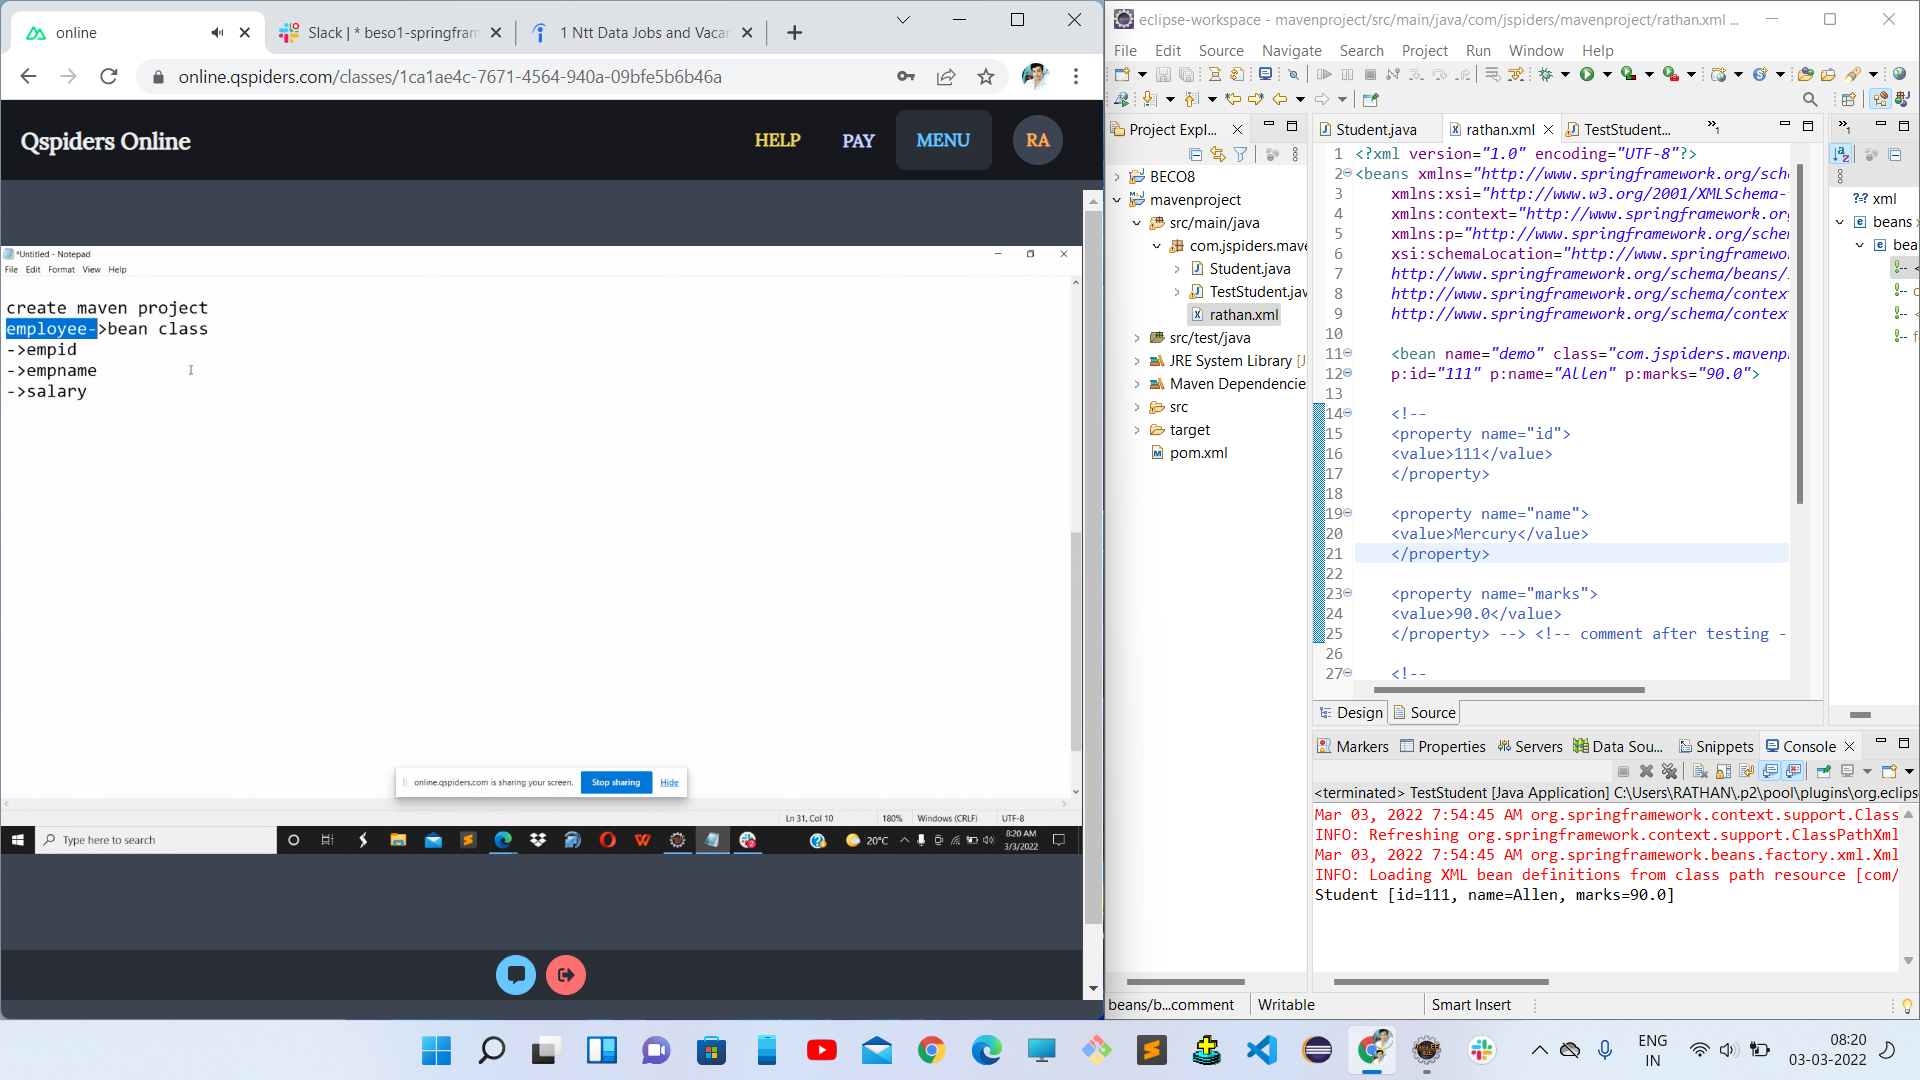 online
Slack | * beso1-springfram
1 Ntt Data Jobs and Vacan
online.qspiders.com/classes/1ca1ae4c-7671-4564-940a-09bfe5b6b46a
Qspiders Online
HELP
PAY
MENU
RA
*Untitled - Notepad
File Edit Format View Help
create maven project
employee->bean class
->empid
->empname
->salary
online.qspiders.com is sharing your screen.
Stop sharing
Hide
Ln 31, Col 10
180%
Windows (CRLF)
UTF-8
Type here to search
20°C
8:20 AM
3/3/2022
eclipse-workspace - mavenproject/src/main/java/com/jspiders/mavenproject/rathan.xml ...
File Edit Source Navigate Search Project Run Window Help
Project Expl...
BECO8
mavenproject
src/main/java
com.jspiders.mave
Student.java
TestStudent.jav
rathan.xml
src/test/java
JRE System Library [J
Maven Dependencie
src
target
pom.xml
Student.java
rathan.xml
TestStudent...
1 <?xml version="1.0" encoding="UTF-8"?>
2 <beans xmlns="http://www.springframework.org/sch
3 xmlns:xsi="http://www.w3.org/2001/XMLSchema-
4 xmlns:context="http://www.springframework.or
5 xmlns:p="http://www.springframework.org/sche
6 xsi:schemaLocation="http://www.springframewo
7 http://www.springframework.org/schema/beans/
8 http://www.springframework.org/schema/contex
9 http://www.springframework.org/schema/contex
10
11 <bean name="demo" class="com.jspiders.mavenp
12 p:id="111" p:name="Allen" p:marks="90.0">
13
14 <!--
15 <property name="id">
16 <value>111</value>
17 </property>
18
19 <property name="name">
20 <value>Mercury</value>
21 </property>
22
23 <property name="marks">
24 <value>90.0</value>
25 </property> --> <!-- comment after testing -
26
27 <!--
Design
Source
?? xml
beans
bea
Markers
Properties
Servers
Data Sou...
Snippets
Console
<terminated> TestStudent [Java Application] C:\Users\RATHAN\.p2\pool\plugins\org.eclips
Mar 03, 2022 7:54:45 AM org.springframework.context.support.Class
INFO: Refreshing org.springframework.context.support.ClassPathXml
Mar 03, 2022 7:54:45 AM org.springframework.beans.factory.xml.Xml
INFO: Loading XML bean definitions from class path resource [com/
Student [id=111, name=Allen, marks=90.0]
beans/b...comment
Writable
Smart Insert
ENG
IN
08:20
03-03-2022